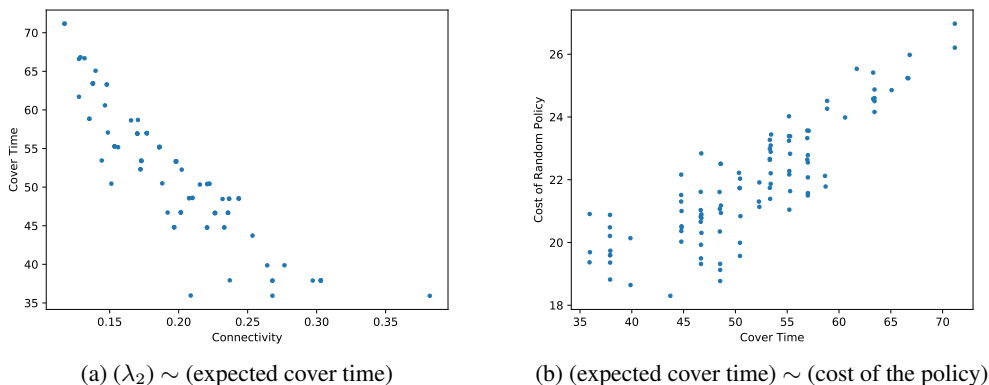 70
65
60
55
50
45
40
35
Cover Time
0.15 0.20 0.25 0.30 0.35
Connectivity
(a) (λ₂) ∼ (expected cover time)
26
24
22
20
18
Cost of Random Policy
35 40 45 50 55 60 65 70
Cover Time
(b) (expected cover time) ∼ (cost of the policy)